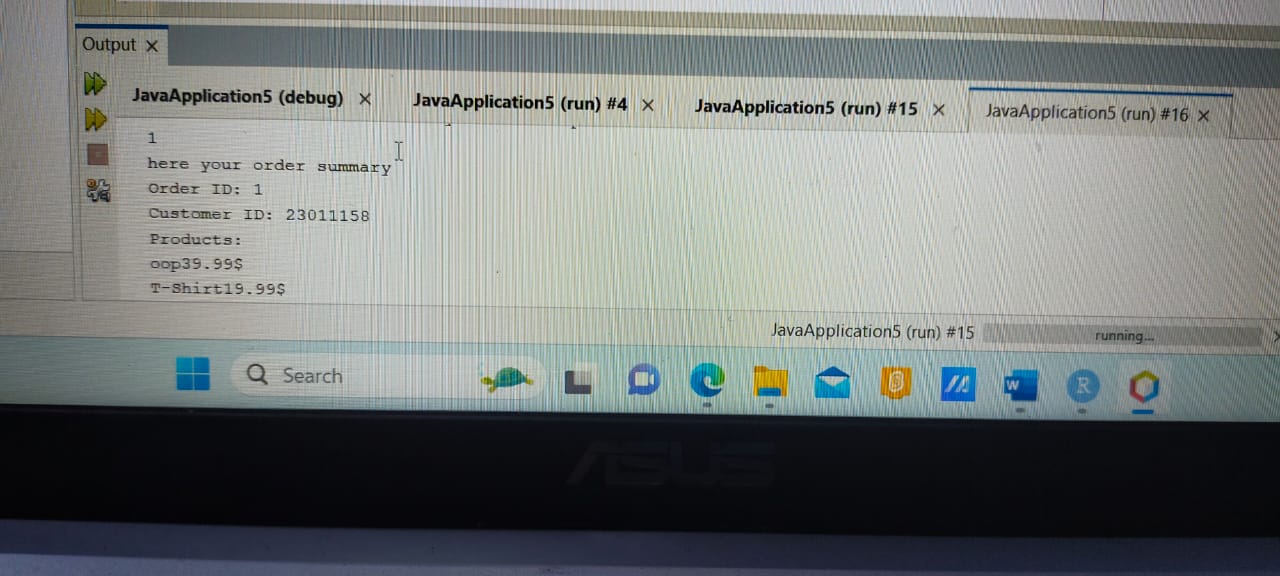 Output
JavaApplication5 (debug) JavaApplication5 (run) #4 JavaApplication5 (run) #15 JavaApplication5 (run) #16
1
here your order summary
Order ID: 1
Customer ID: 23011158
Products:
oop39.99$
T-Shirt19.99$
JavaApplication5 (run) #15 running...
Search
W R
ASUS